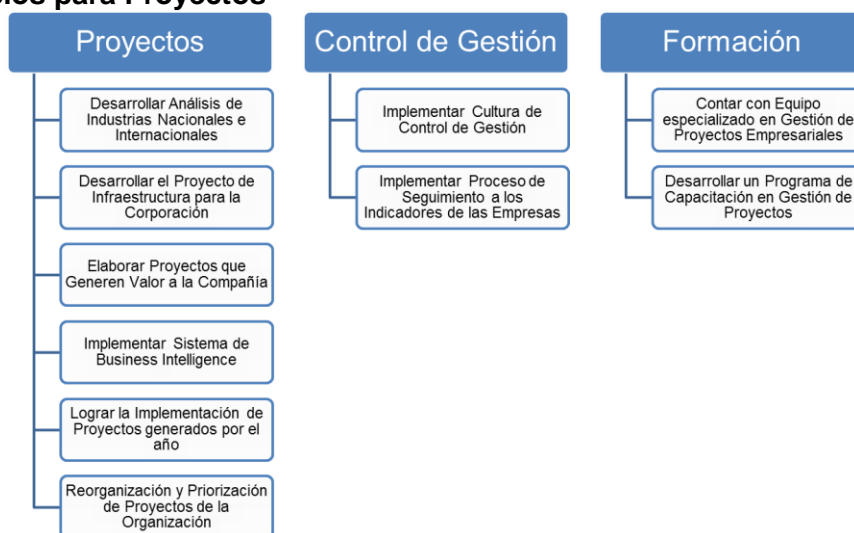 para Proyectos
Proyectos
Desarrollar Análisis de
Industrias Nacionales e
Internacionales
Desarrollar el Proyecto de
Infraestructura para la
Corporación
Elaborar Proyectos que
Generen Valor a la Compañía
Implementar Sistema de
Business Intelligence
Lograr la Implementación de
Proyectos generados por el
año
Reorganización y Priorización
de Proyectos de la
Organización
Control de Gestión
Implementar Cultura de
Control de Gestión
Implementar Proceso de
Seguimiento a los
Indicadores de las Empresas
Formación
Contar con Equipo
especializado en Gestión de
Proyectos Empresariales
Desarrollar un Programa de
Capacitación en Gestión de
Proyectos